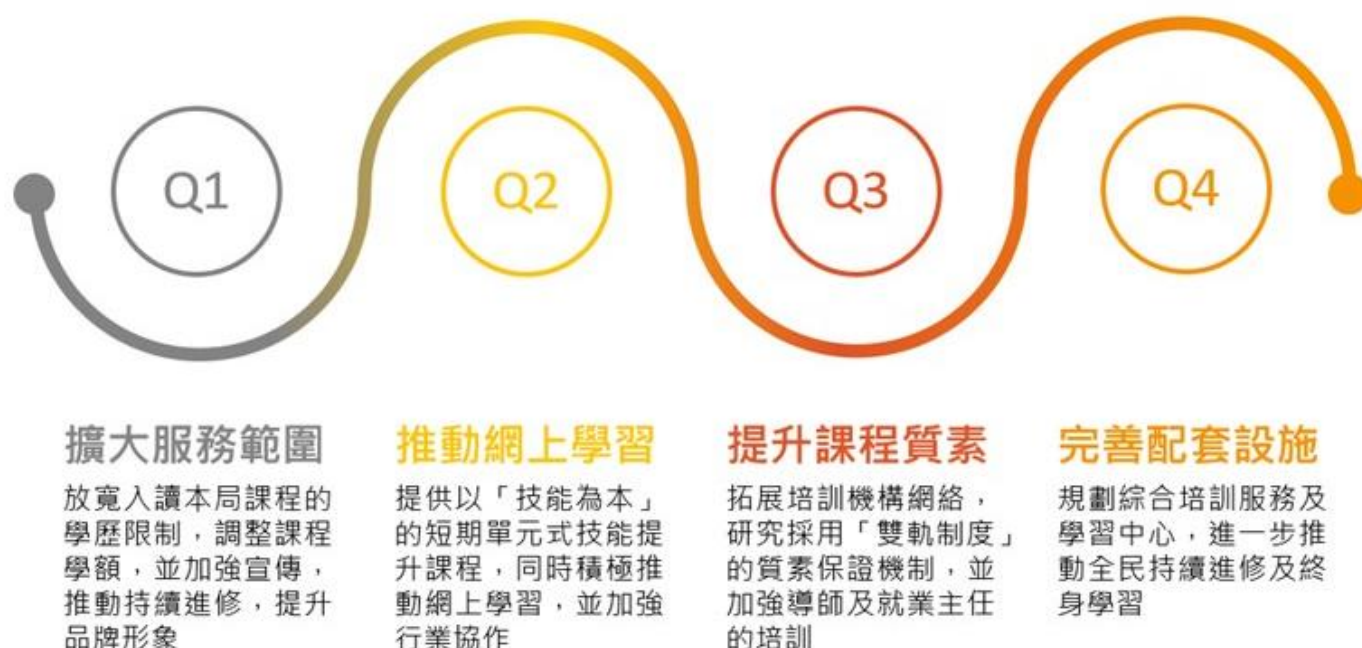 Q1
Q2
Q3
Q4
擴大服務範圍
放寬入讀本局課程的
學歷限制，調整課程
學額，並加強宣傳，
推動持續進修，提升
品牌形象
推動網上學習
提供以「技能為本」
的短期單元式技能提
升課程，同時積極推
動網上學習，並加強
行業協作
提升課程質素
拓展培訓機構網絡，
研究採用「雙軌制度」
的質素保證機制，並
加強導師及就業主任
的培訓
完善配套設施
規劃綜合培訓服務及
學習中心，進一步推
動全民持續進修及終
身學習